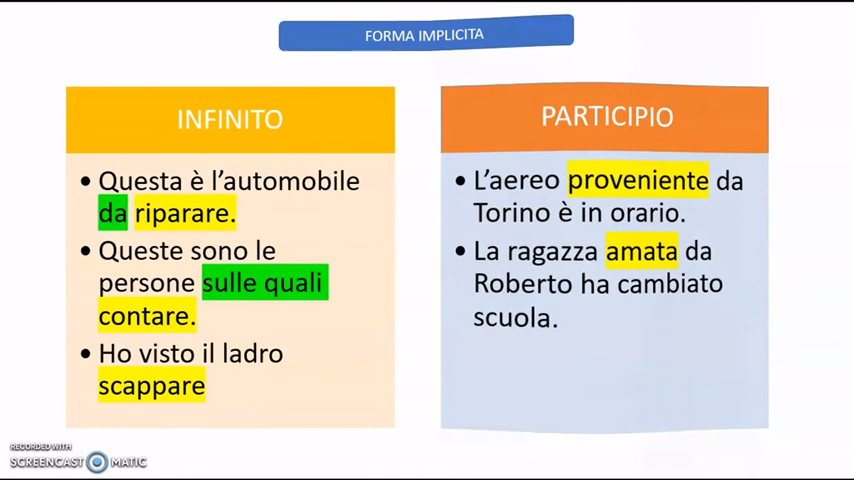 FORMA IMPLICITA
INFINITO
• Questa è l'automobile
da riparare.
• Queste sono le
persone sulle quali
contare.
• Ho visto il ladro
scappare
PARTICIPIO
• L'aereo proveniente da
Torino è in orario.
• La ragazza amata da
Roberto ha cambiato
scuola.
RECORDED WITH
SCREENCAST MATIC